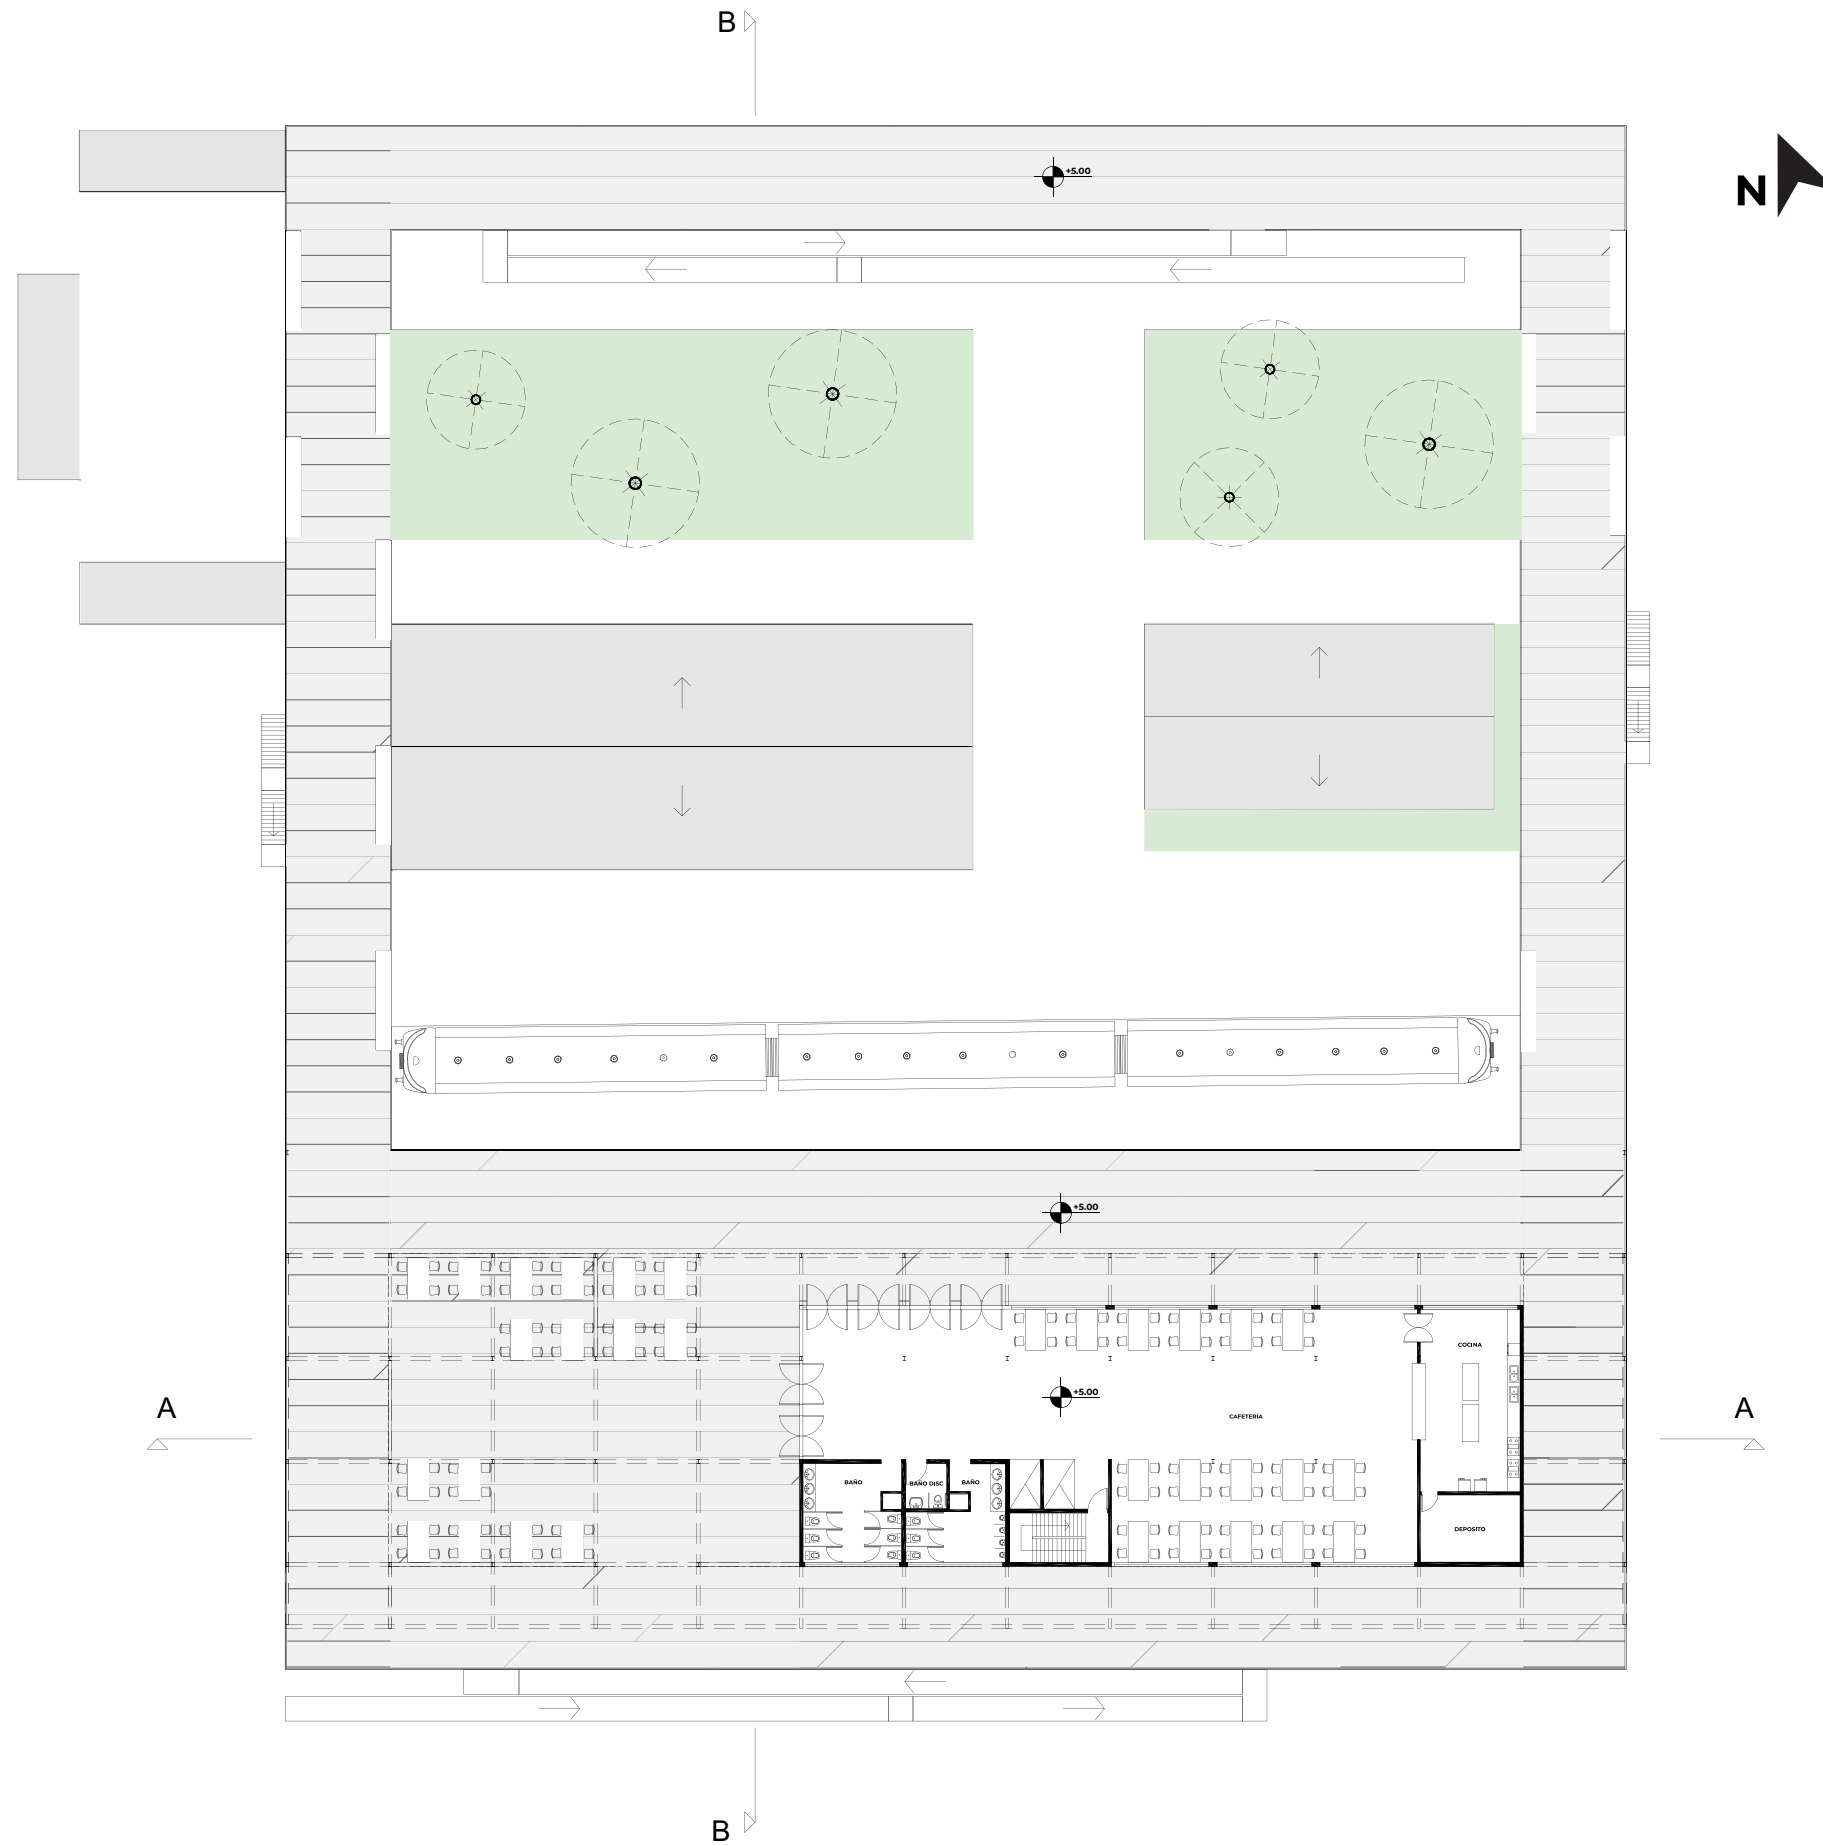 B
+5.00
N
+5.00
A
A
+5.00
COCINA
CAFETERÍA
BAÑO
BAÑO DISC
BAÑO
DEPOSITO
B